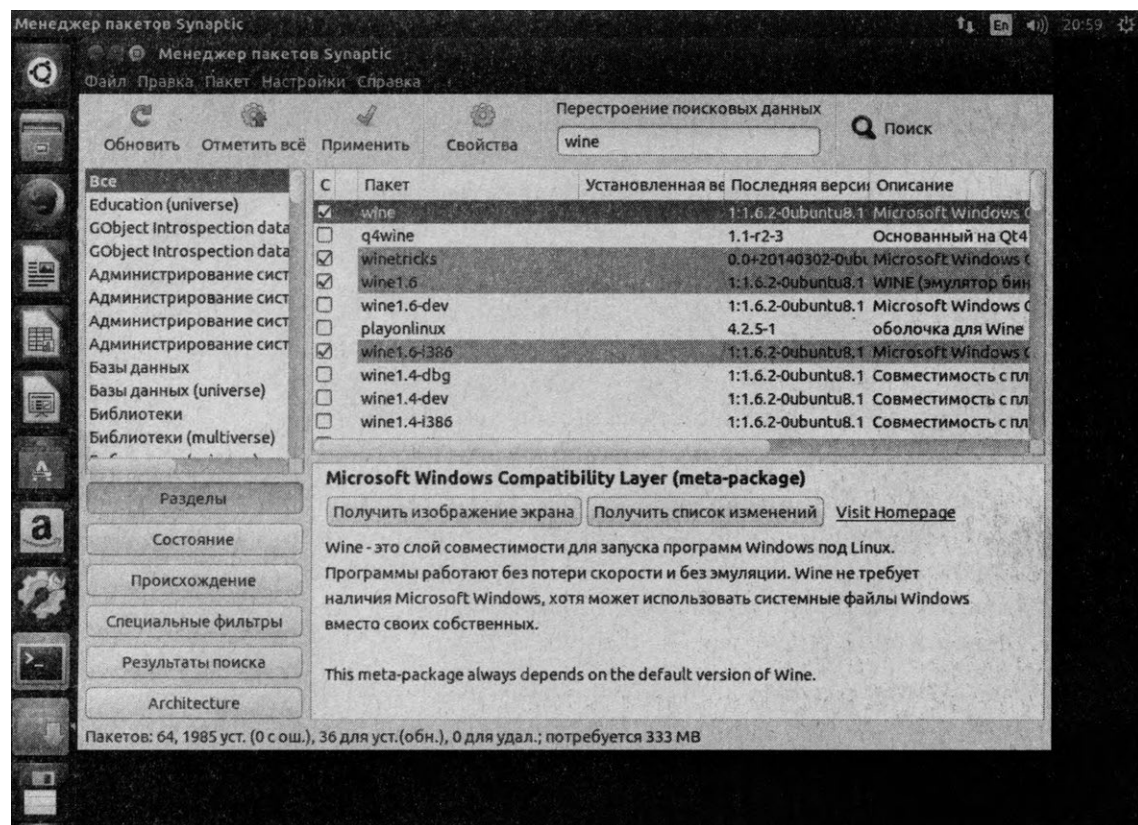 Менеджер пакетов Synaptic En 20:59
Менеджер пакетов Synaptic
Файл Правка Пакет Настройки Справка
Перестроение поисковых данных
Обновить Отметить всё Применить Свойства wine Поиск
Все
Education (universe)
GObject Introspection data
GObject Introspection data
Администрирование сист
Администрирование сист
Администрирование сист
Администрирование сист
Базы данных
Базы данных (universe)
Библиотеки
Библиотеки (multiverse)
С Пакет Установленная ве Последняя верси Описание
wine 1:1.6.2-0ubuntu8.1 Microsoft Windows C
q4wine 1.1-r2-3 Основанный на Qt4
winetricks 0.0+20140302-0ubu Microsoft Windows C
wine1.6 1:1.6.2-0ubuntu8.1 WINE (эмулятор бин
wine1.6-dev 1:1.6.2-0ubuntu8.1 Microsoft Windows C
playonlinux 4.2.5-1 оболочка для Wine
wine1.6-i386 1:1.6.2-0ubuntu8.1 Microsoft Windows C
wine1.4-dbg 1:1.6.2-0ubuntu8.1 Совместимость с пл
wine1.4-dev 1:1.6.2-0ubuntu8.1 Совместимость с пл
wine1.4-i386 1:1.6.2-0ubuntu8.1 Совместимость с пл
Разделы
Состояние
Происхождение
Специальные фильтры
Результаты поиска
Architecture
Microsoft Windows Compatibility Layer (meta-package)
Получить изображение экрана Получить список изменений Visit Homepage
Wine - это слой совместимости для запуска программ Windows под Linux.
Программы работают без потери скорости и без эмуляции. Wine не требует
наличия Microsoft Windows, хотя может использовать системные файлы Windows
вместо своих собственных.
This meta-package always depends on the default version of Wine.
Пакетов: 64, 1985 уст. (0 с ош.), 36 для уст.(обн.), 0 для удал.; потребуется 333 MB